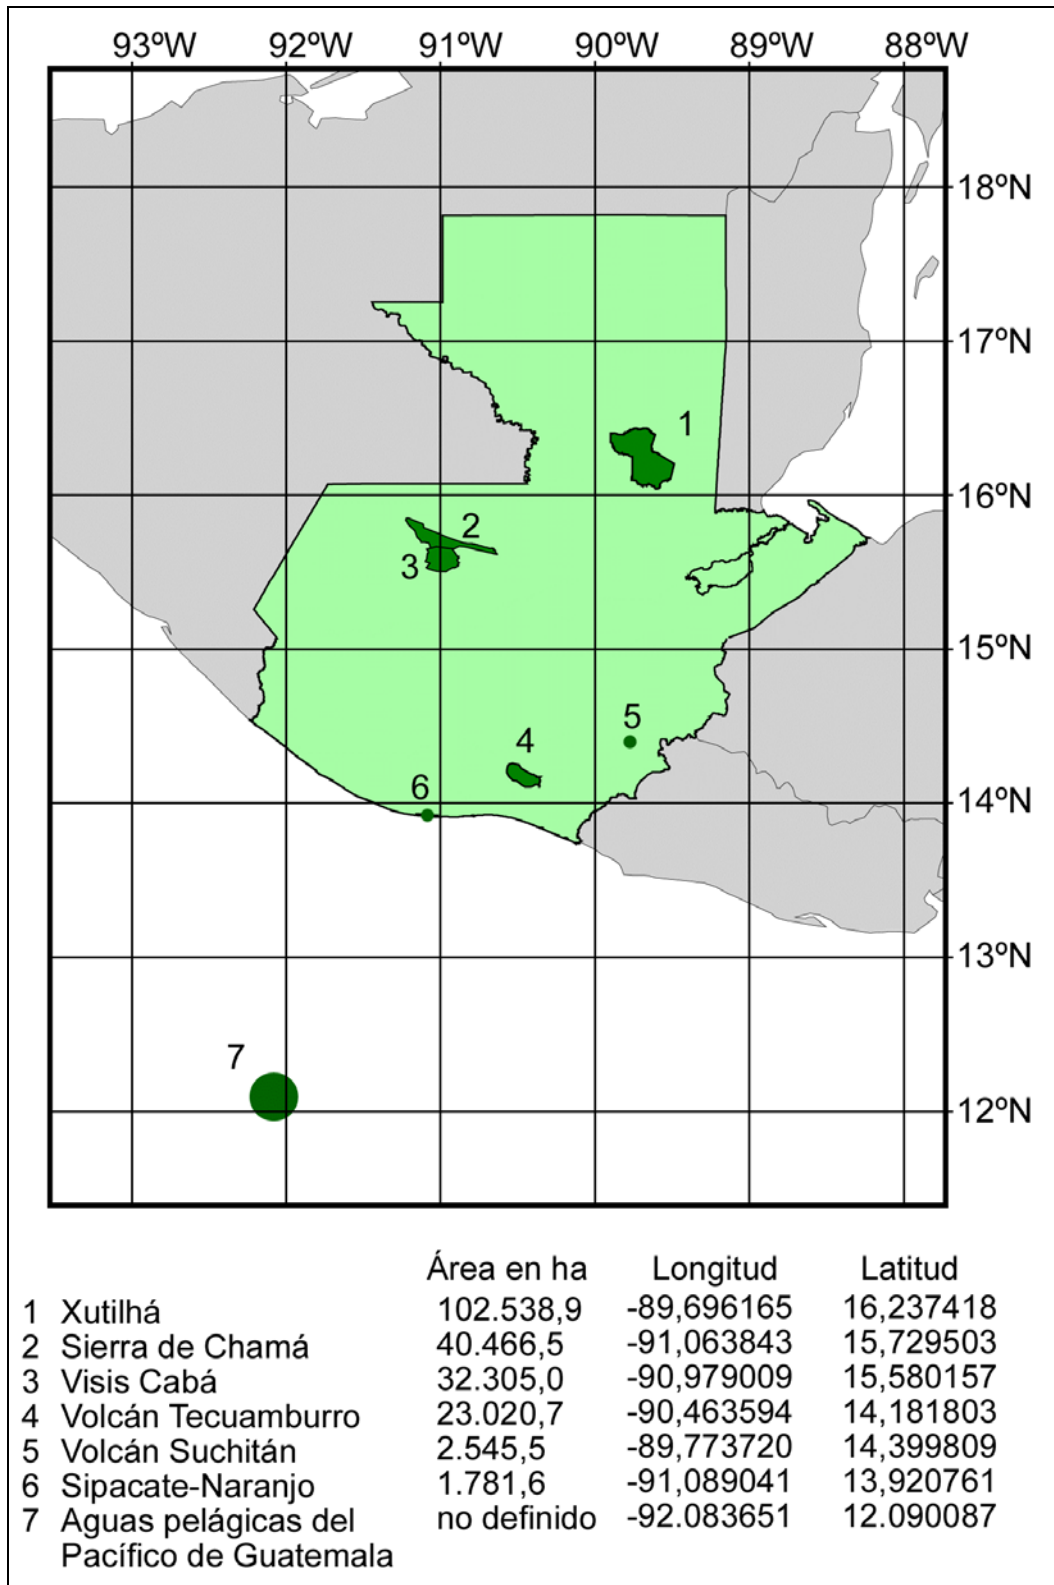 93ºW 92ºW 91ºW 90ºW 89ºW 88ºW
18ºN
17ºN
1
16ºN
2
3
15ºN
5
4
6
14ºN
13ºN
7
12ºN
Área en ha Longitud Latitud
1 Xutilhá 102.538,9 -89,696165 16,237418
2 Sierra de Chamá 40.466,5 -91,063843 15,729503
3 Visis Cabá 32.305,0 -90,979009 15,580157
4 Volcán Tecuamburro 23.020,7 -90,463594 14,181803
5 Volcán Suchitán 2.545,5 -89,773720 14,399809
6 Sipacate-Naranjo 1.781,6 -91,089041 13,920761
7 Aguas pelágicas del no definido -92.083651 12.090087
Pacífico de Guatemala